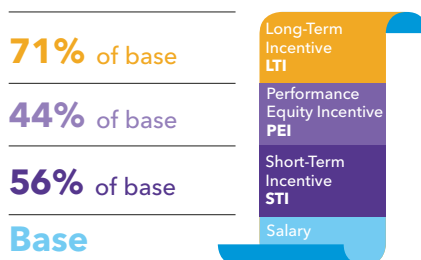 71% of base
44% of base
56% of base
Base
Long-Term
Incentive
LTI
Performance
Equity Incentive
PEI
Short-Term
Incentive
STI
Salary